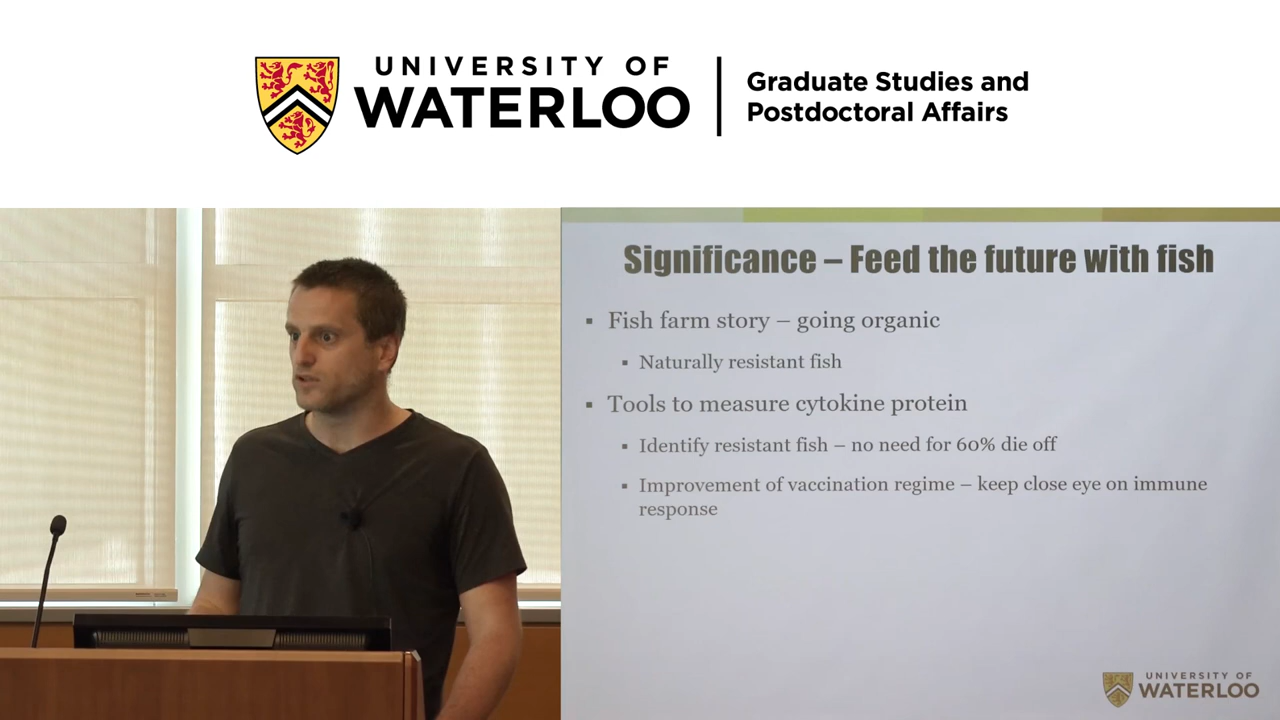 UNIVERSITY OF
WATERLOO
Graduate Studies and
Postdoctoral Affairs
Significance – Feed the future with fish
▪ Fish farm story – going organic
▪ Naturally resistant fish
▪ Tools to measure cytokine protein
▪ Identify resistant fish – no need for 60% die off
▪ Improvement of vaccination regime – keep close eye on immune
response
UNIVERSITY OF
WATERLOO